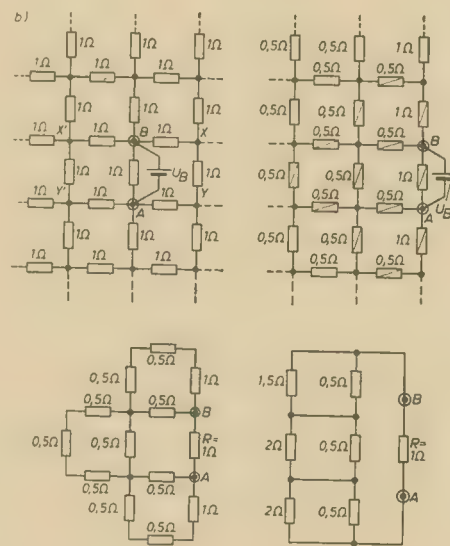 b)
1Ω 1Ω 1Ω
1Ω 1Ω 1Ω
1Ω 1Ω 1Ω
1Ω X' 1Ω B 1Ω X
1Ω 1Ω U_B 1Ω
1Ω Y' 1Ω A 1Ω Y
1Ω 1Ω 1Ω
1Ω 1Ω 1Ω
0,5Ω 0,5Ω 1Ω
0,5Ω 0,5Ω
0,5Ω 0,5Ω 1Ω
0,5Ω 0,5Ω B
0,5Ω 0,5Ω 1Ω U_B
0,5Ω 0,5Ω A
0,5Ω 0,5Ω 1Ω
0,5Ω 0,5Ω
0,5Ω
0,5Ω 1Ω
0,5Ω 0,5Ω B
0,5Ω 0,5Ω R=
1Ω
0,5Ω 0,5Ω A
0,5Ω 1Ω
0,5Ω
1,5Ω 0,5Ω
B
2Ω 0,5Ω R=
1Ω
A
2Ω 0,5Ω